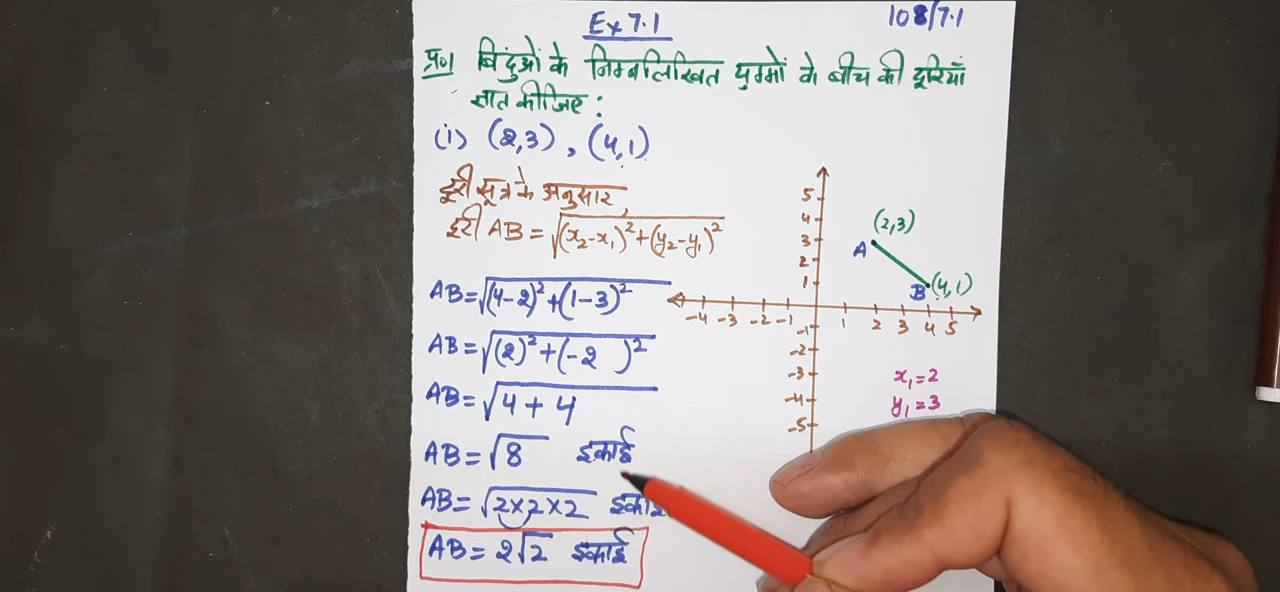 Ex 7.1
108/7.1
प्र०1 बिंदुओं के निम्नलिखित युग्मों के बीच की दूरियाँ
ज्ञात कीजिए:
(i) (2,3), (4,1)
दूरी सूत्र के अनुसार,
दूरी AB = √(x₂-x₁)²+(y₂-y₁)²
AB=√(4-2)²+(1-3)²
AB=√(2)²+(-2 )²
AB=√4+4
AB=√8 इकाई
AB=√2×2×2 इकाई
AB=2√2 इकाई
5
4
3
2
1
(2,3)
A
B (4,1)
-4 -3 -2 -1 1 2 3 4 5
-1
-2
-3
-4
-5
x₁=2
y₁=3